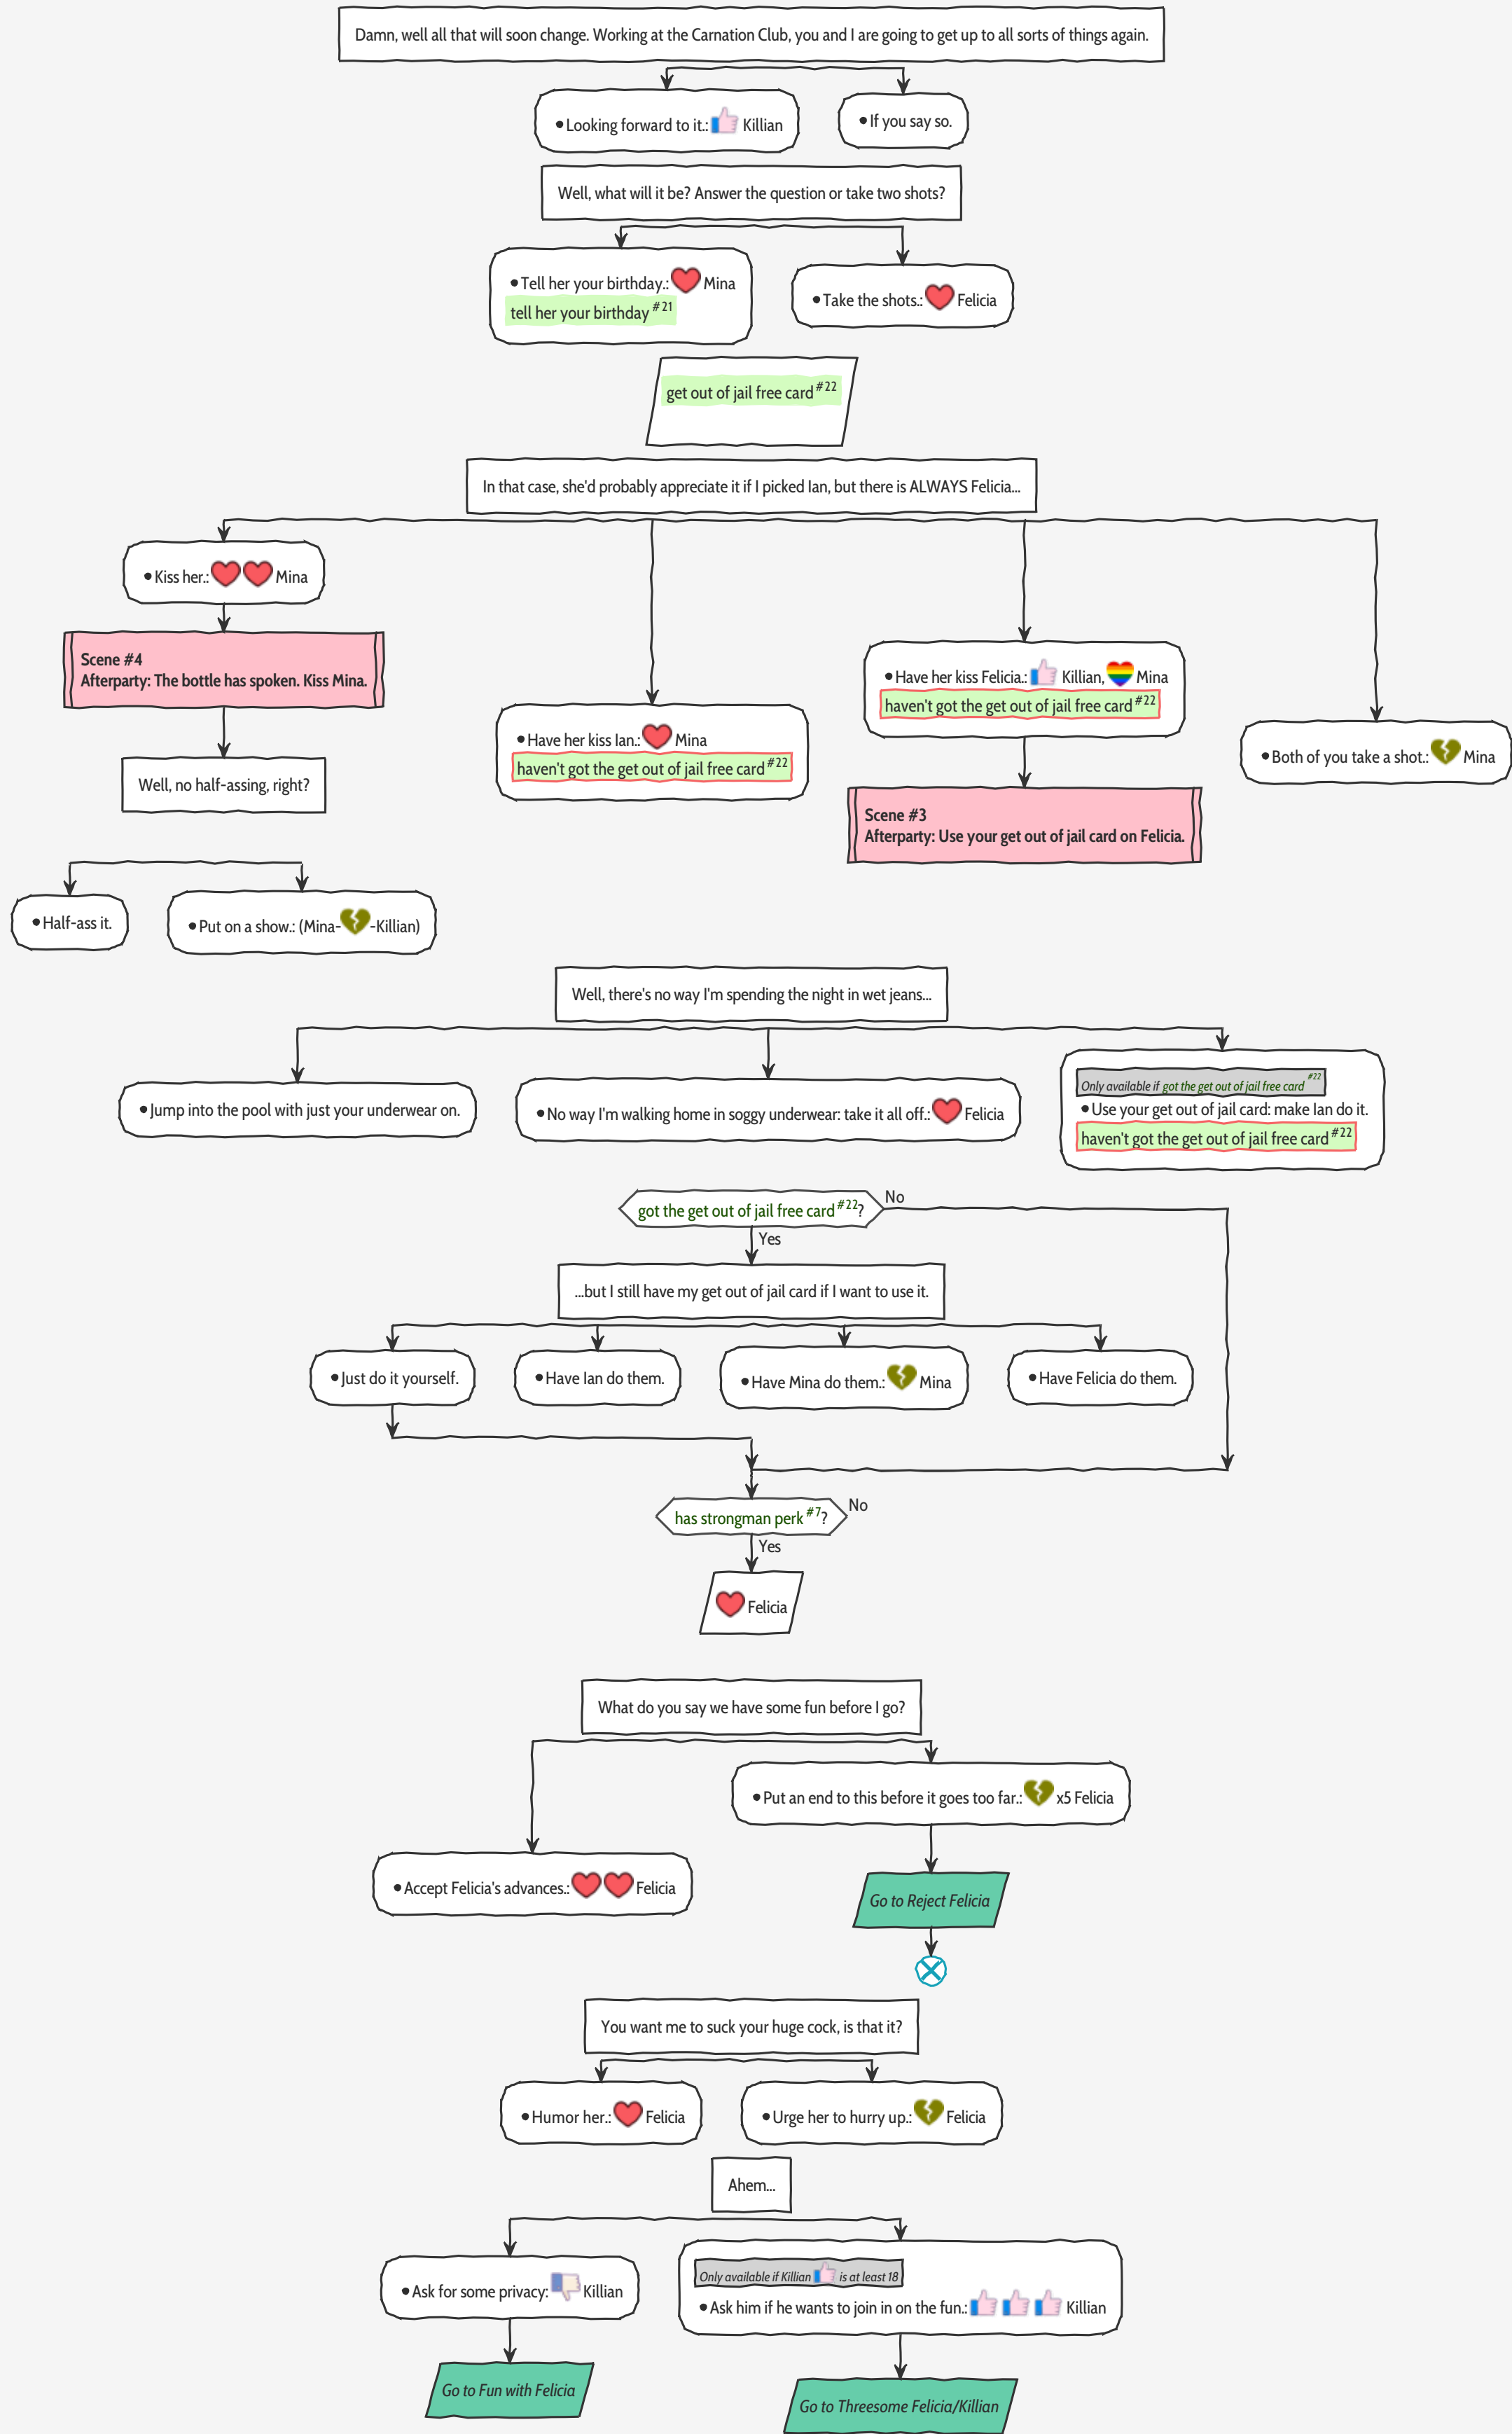 Damn, well all that will soon change. Working at the Carnation Club, you and I are going to get up to all sorts of things again.
•Looking forward to it.: Killian
•If you say so.
Well, what will it be? Answer the question or take two shots?
•Tell her your birthday.: Mina
tell her your birthday #21
•Take the shots.: Felicia
get out of jail free card #22
In that case, she'd probably appreciate it if I picked Ian, but there is ALWAYS Felicia...
•Kiss her.: Mina
Scene #4
Afterparty: The bottle has spoken. Kiss Mina.
Well, no half-assing, right?
•Have her kiss Ian.: Mina
haven't got the get out of jail free card #22
•Have her kiss Felicia.: Killian, Mina
haven't got the get out of jail free card #22
Scene #3
Afterparty: Use your get out of jail card on Felicia.
•Both of you take a shot.: Mina
•Half-ass it.
•Put on a show.: (Mina- -Killian)
Well, there's no way I'm spending the night in wet jeans...
•Jump into the pool with just your underwear on.
•No way I'm walking home in soggy underwear: take it all off.: Felicia
Only available if got the get out of jail free card #22
•Use your get out of jail card: make Ian do it.
haven't got the get out of jail free card #22
got the get out of jail free card #22?
No
Yes
...but I still have my get out of jail card if I want to use it.
•Just do it yourself.
•Have Ian do them.
•Have Mina do them.: Mina
•Have Felicia do them.
has strongman perk #7?
No
Yes
Felicia
What do you say we have some fun before I go?
•Accept Felicia's advances.: Felicia
•Put an end to this before it goes too far.: x5 Felicia
Go to Reject Felicia
You want me to suck your huge cock, is that it?
•Humor her.: Felicia
•Urge her to hurry up.: Felicia
Ahem...
•Ask for some privacy: Killian
Go to Fun with Felicia
Only available if Killian is at least 18
•Ask him if he wants to join in on the fun.: Killian
Go to Threesome Felicia/Killian